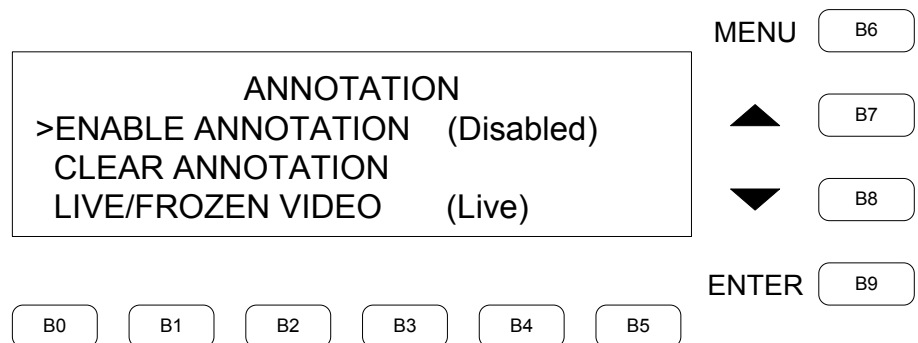 MENU B6
ANNOTATION
>ENABLE ANNOTATION (Disabled)
B7
CLEAR ANNOTATION
LIVE/FROZEN VIDEO (Live)
B8
ENTER B9
B0 B1 B2 B3 B4 B5